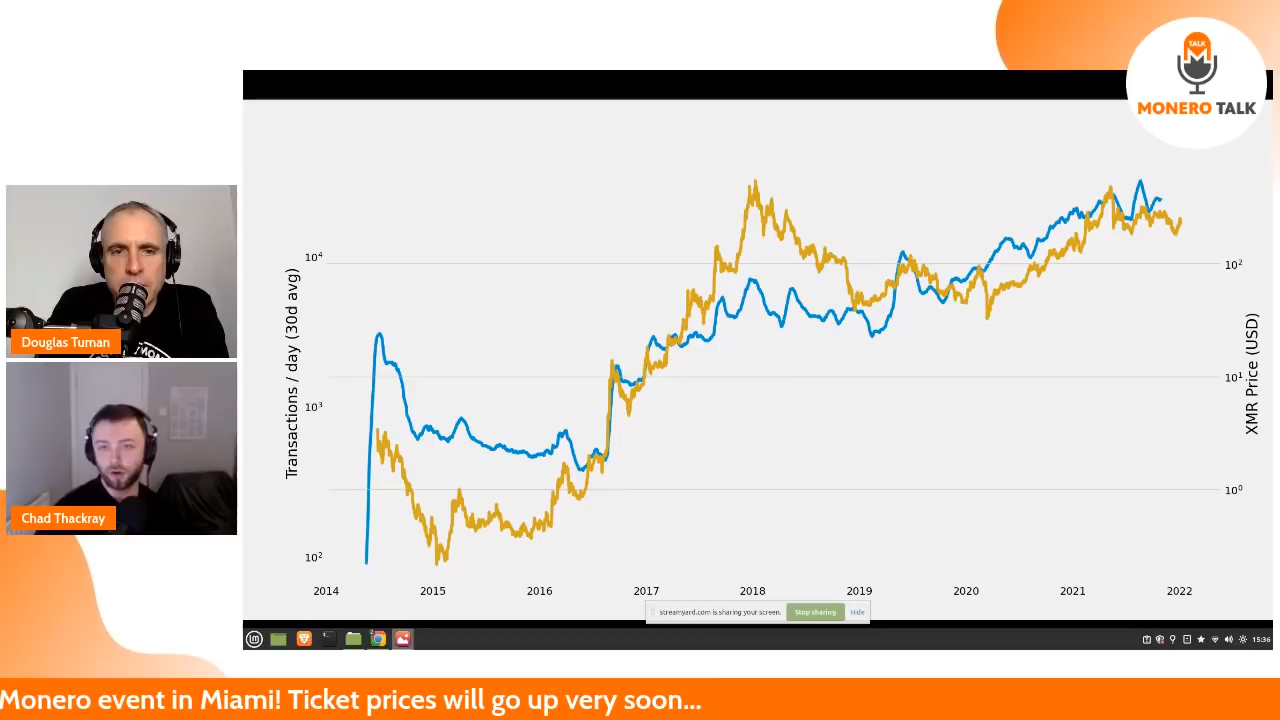 TALK
MONERO TALK
Douglas Tuman
Chad Thackray
Transactions / day (30d avg)
10⁴
10³
10²
XMR Price (USD)
10²
10¹
10⁰
2014 2015 2016 2017 2018 2019 2020 2021 2022
streamyard.com is sharing your screen. Stop sharing Hide
15:36
Monero event in Miami! Ticket prices will go up very soon...